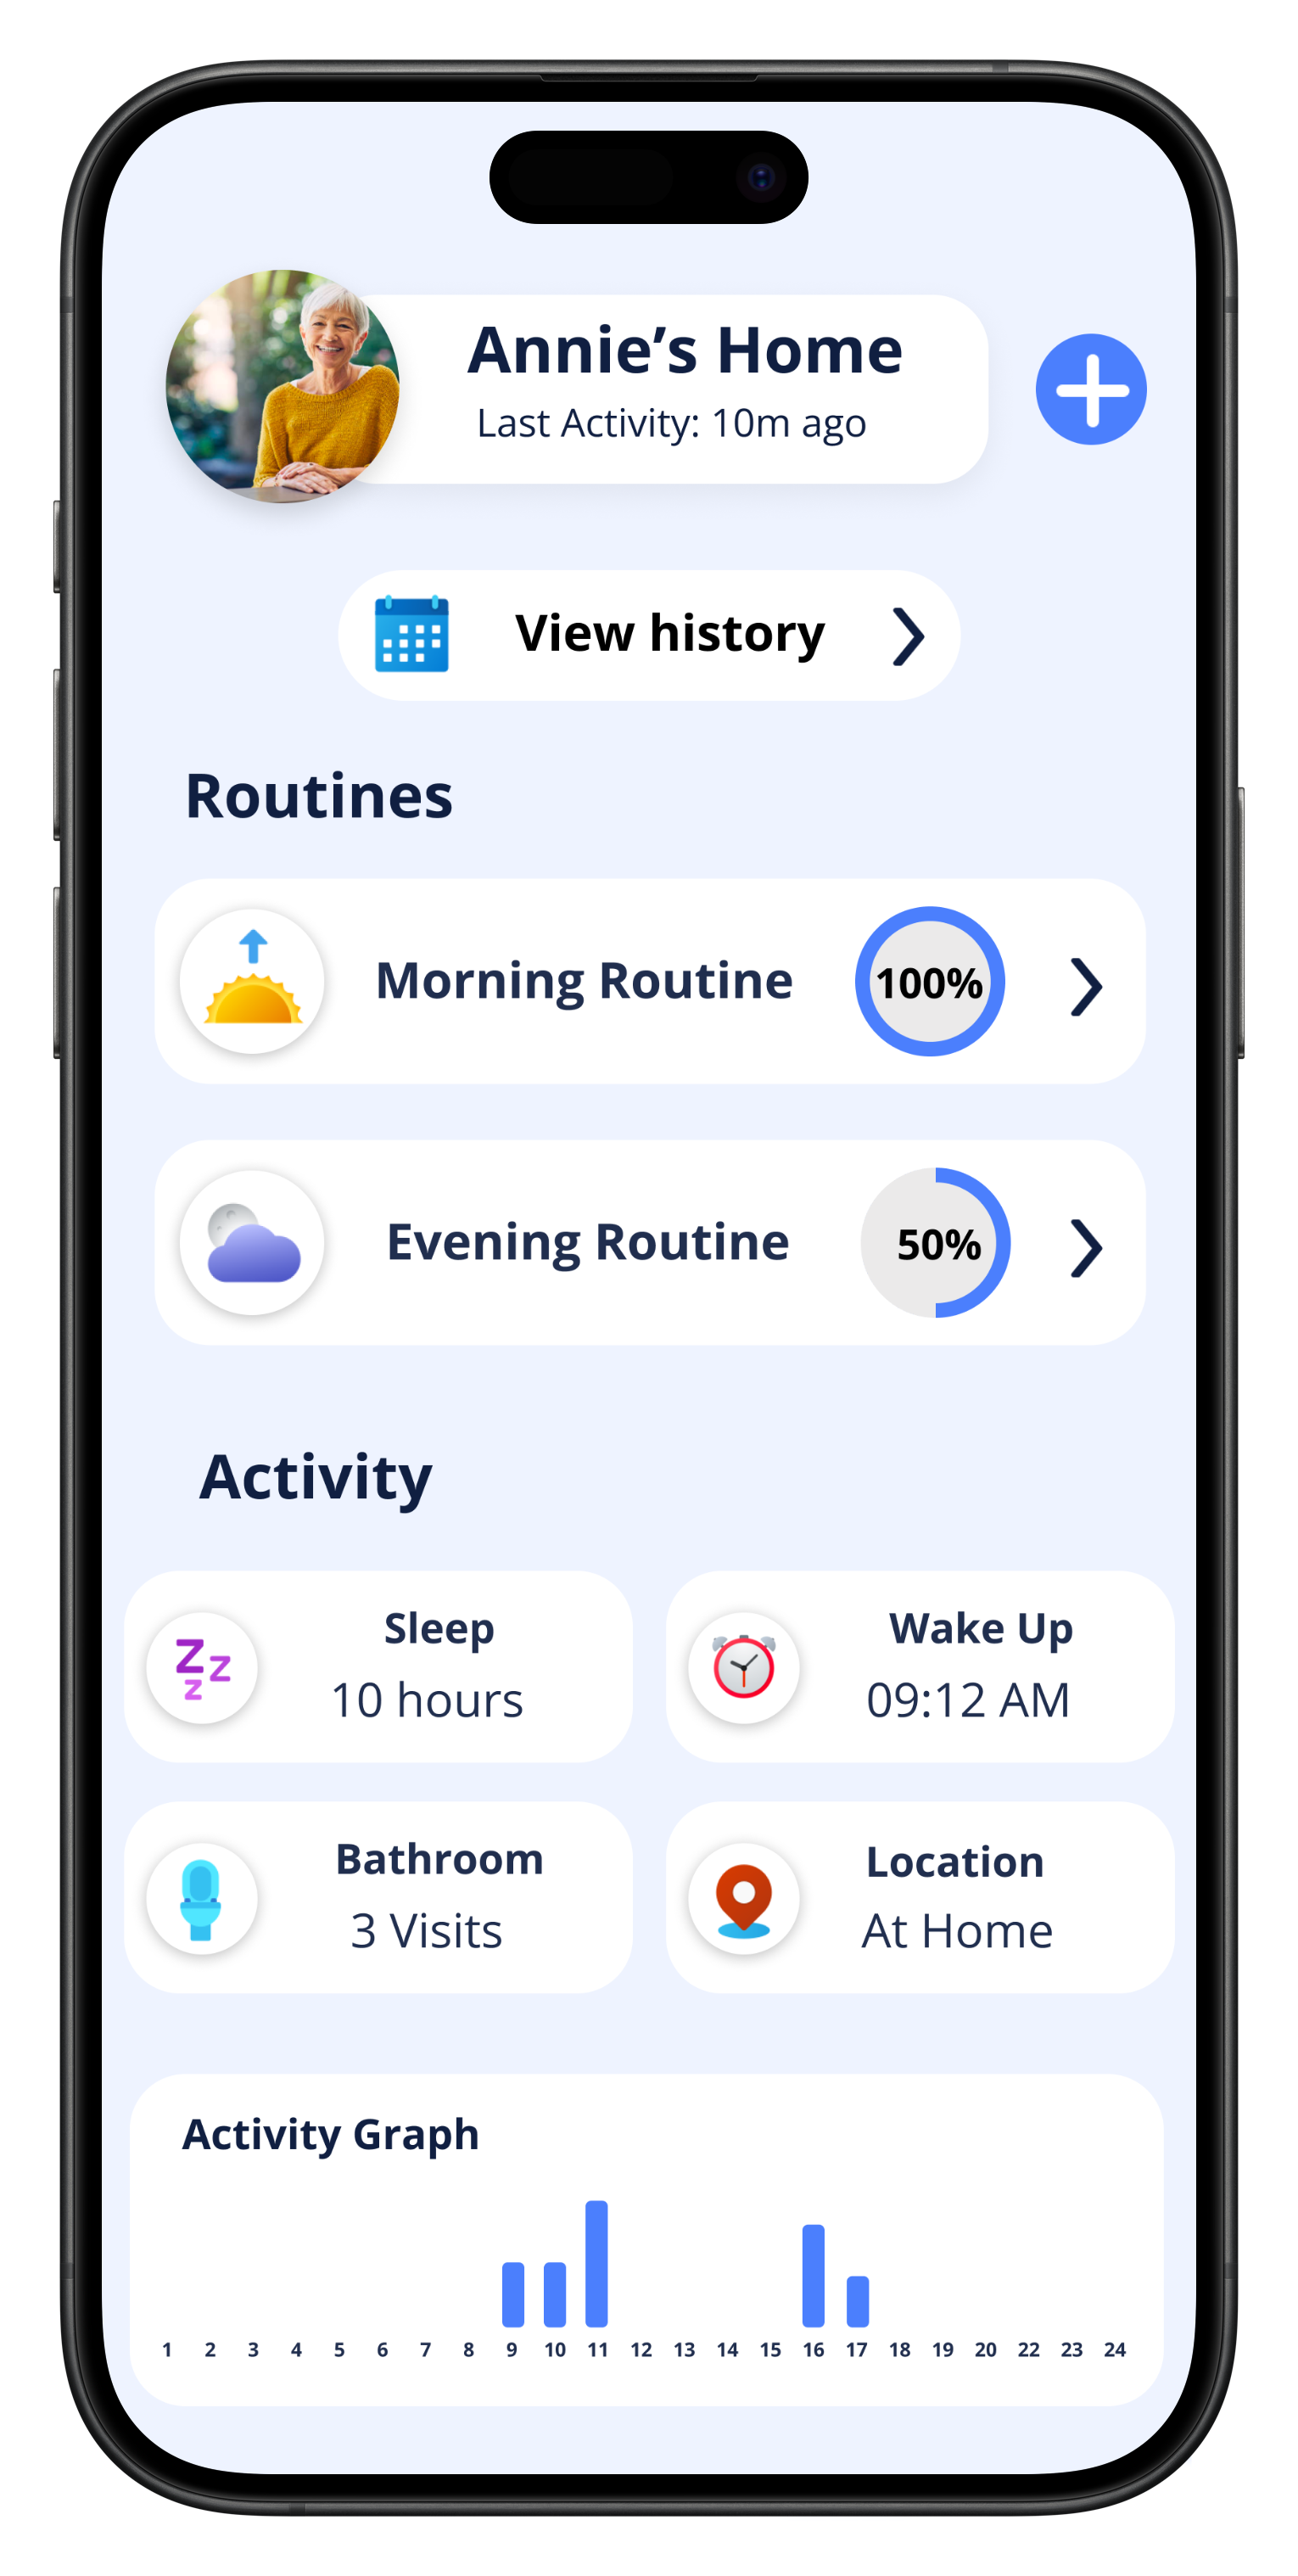 Annie’s Home
Last Activity: 10m ago
View history
Routines
Morning Routine
100%
Evening Routine
50%
Activity
Sleep
10 hours
Wake Up
09:12 AM
Bathroom
3 Visits
Location
At Home
Activity Graph
1 2 3 4 5 6 7 8 9 10 11 12 13 14 15 16 17 18 19 20 22 23 24